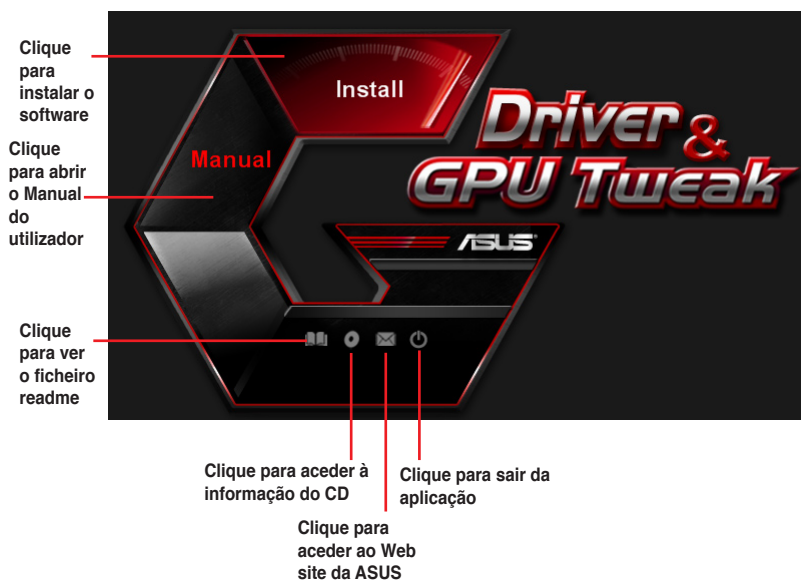 Clique
para
instalar o
software
Install
Clique
para abrir
o Manual
do
utilizador
Manual
Driver &
GPU Tweak
ASUS
Clique
para ver
o ficheiro
readme
Clique para aceder à
informação do CD
Clique para sair da
aplicação
Clique para
aceder ao Web
site da ASUS